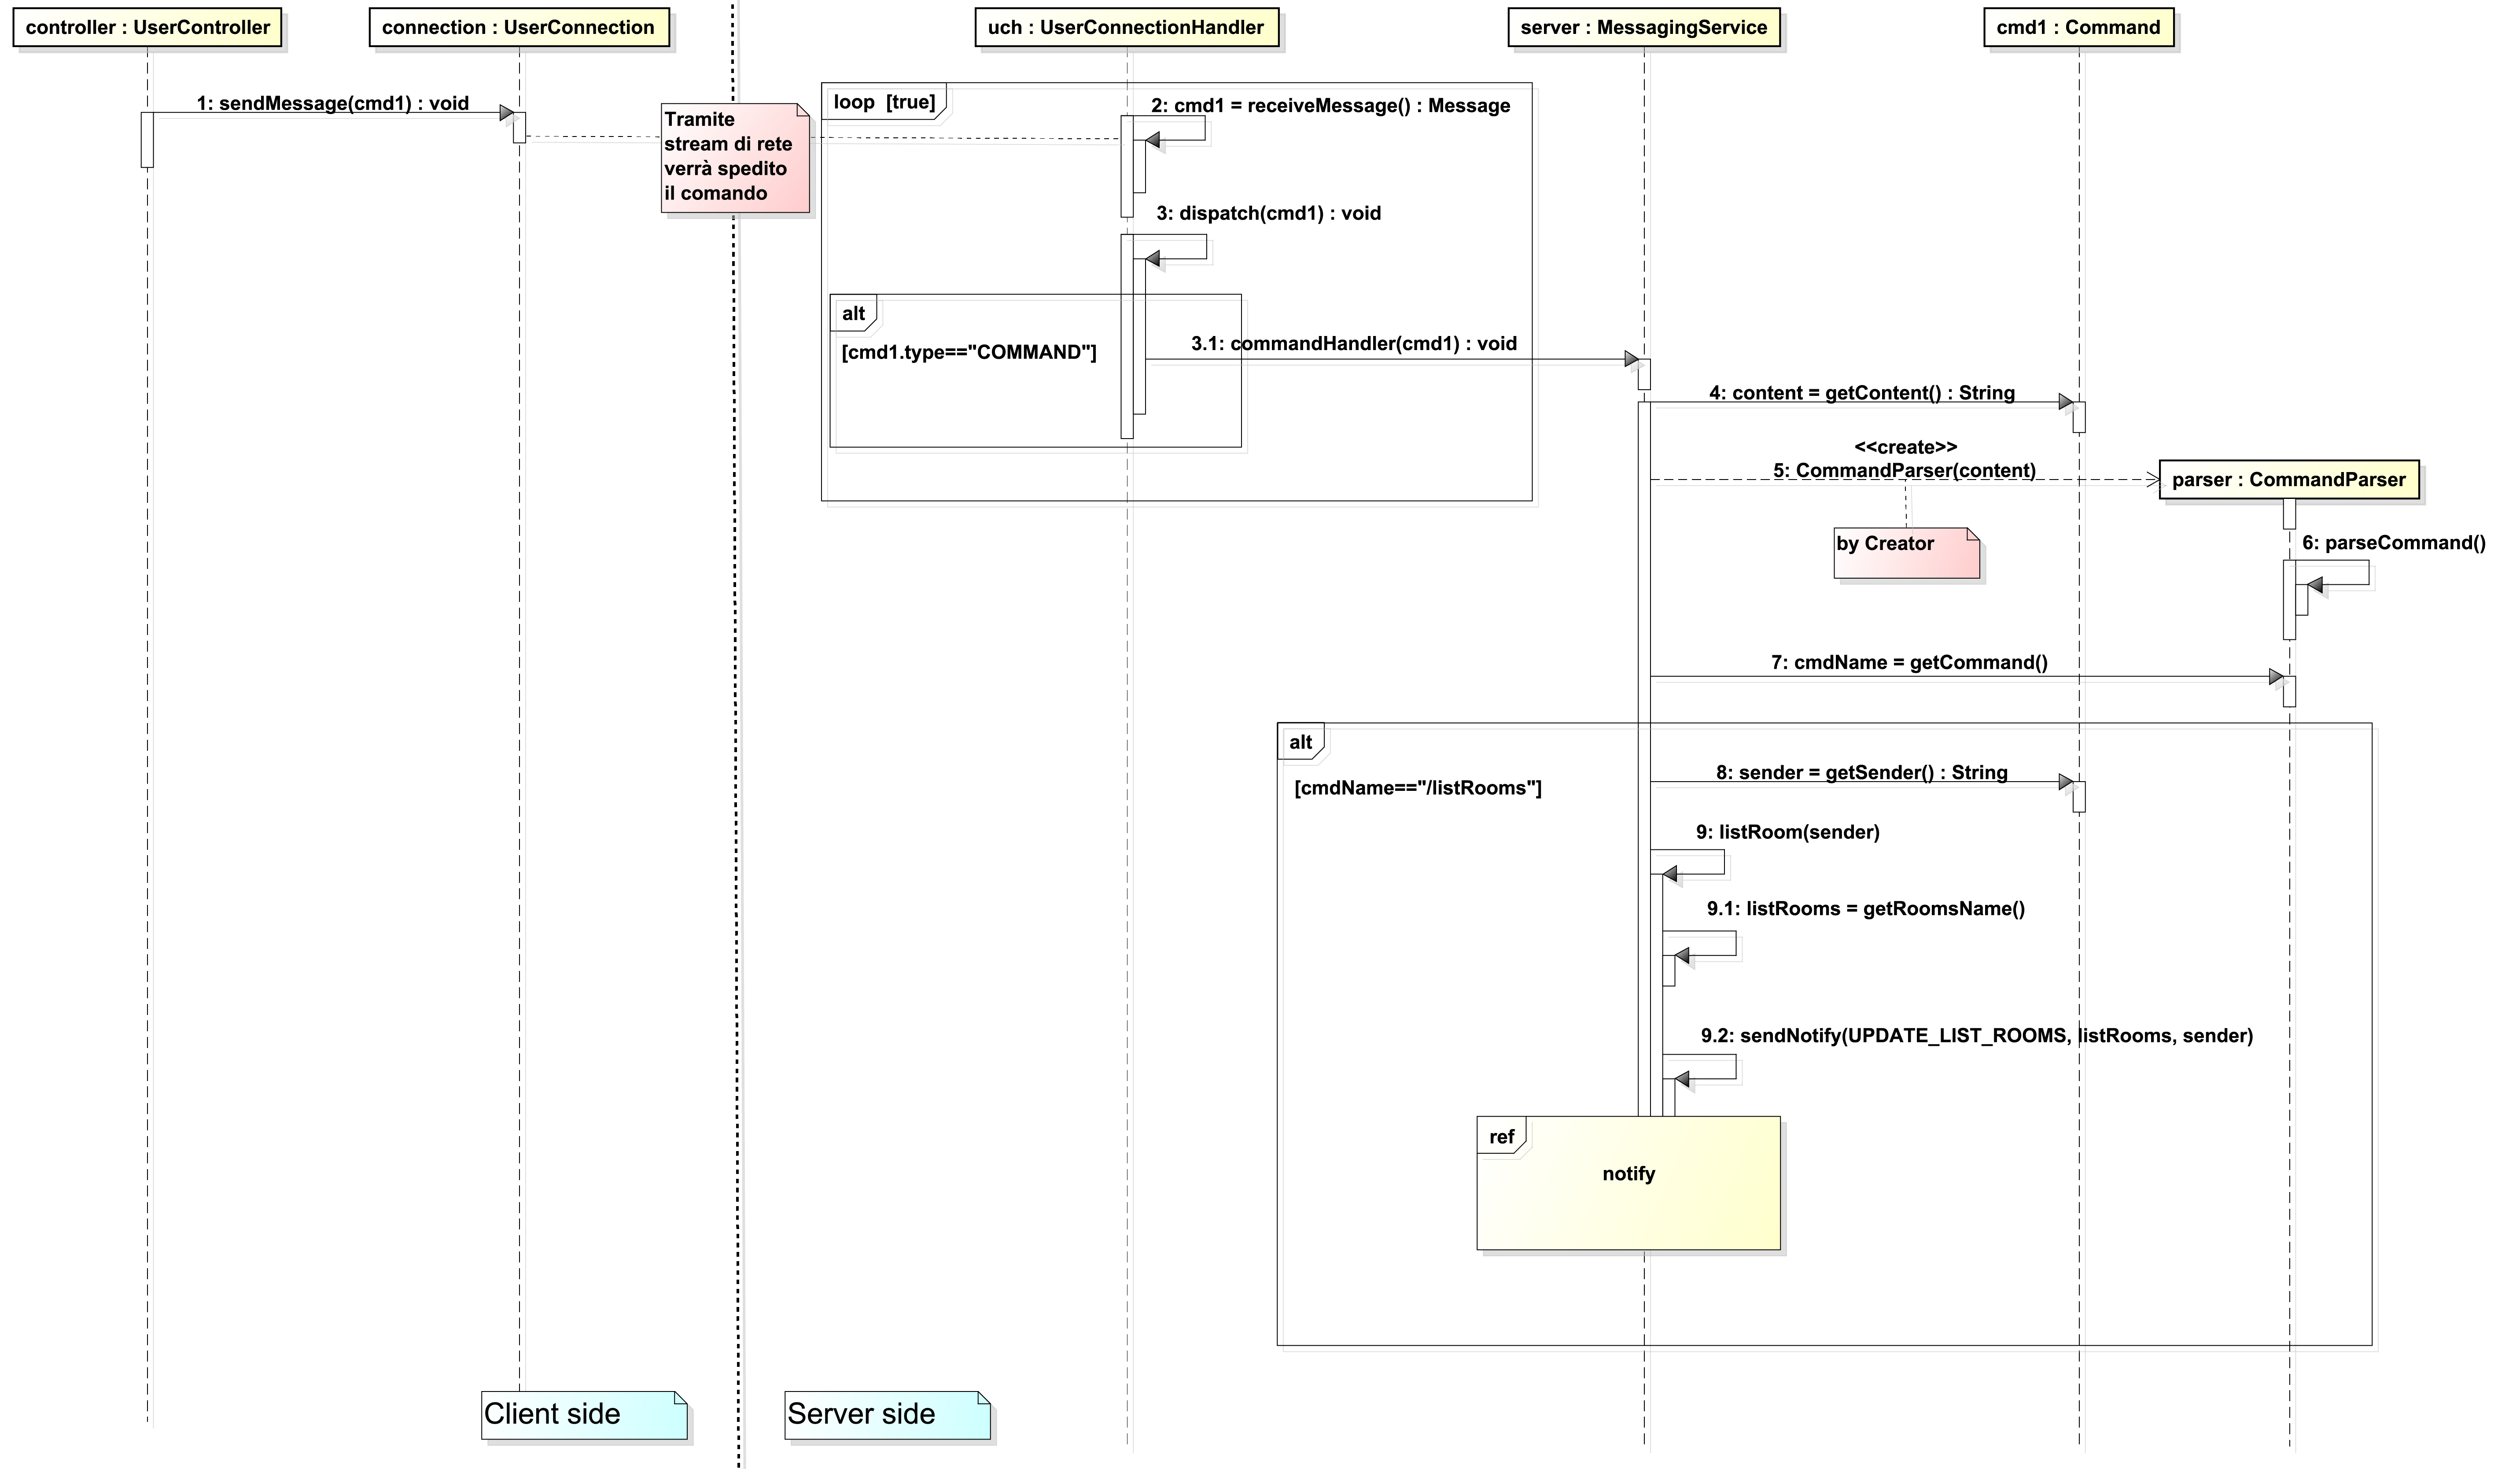 controller : UserController
connection : UserConnection
uch : UserConnectionHandler
server : MessagingService
cmd1 : Command
1: sendMessage(cmd1) : void
Tramite
stream di rete
verrà spedito
il comando
loop [true]
2: cmd1 = receiveMessage() : Message
3: dispatch(cmd1) : void
alt
[cmd1.type=="COMMAND"]
3.1: commandHandler(cmd1) : void
4: content = getContent() : String
<<create>>
5: CommandParser(content)
parser : CommandParser
by Creator
6: parseCommand()
7: cmdName = getCommand()
alt
[cmdName=="/listRooms"]
8: sender = getSender() : String
9: listRoom(sender)
9.1: listRooms = getRoomsName()
9.2: sendNotify(UPDATE_LIST_ROOMS, listRooms, sender)
ref
notify
Client side
Server side